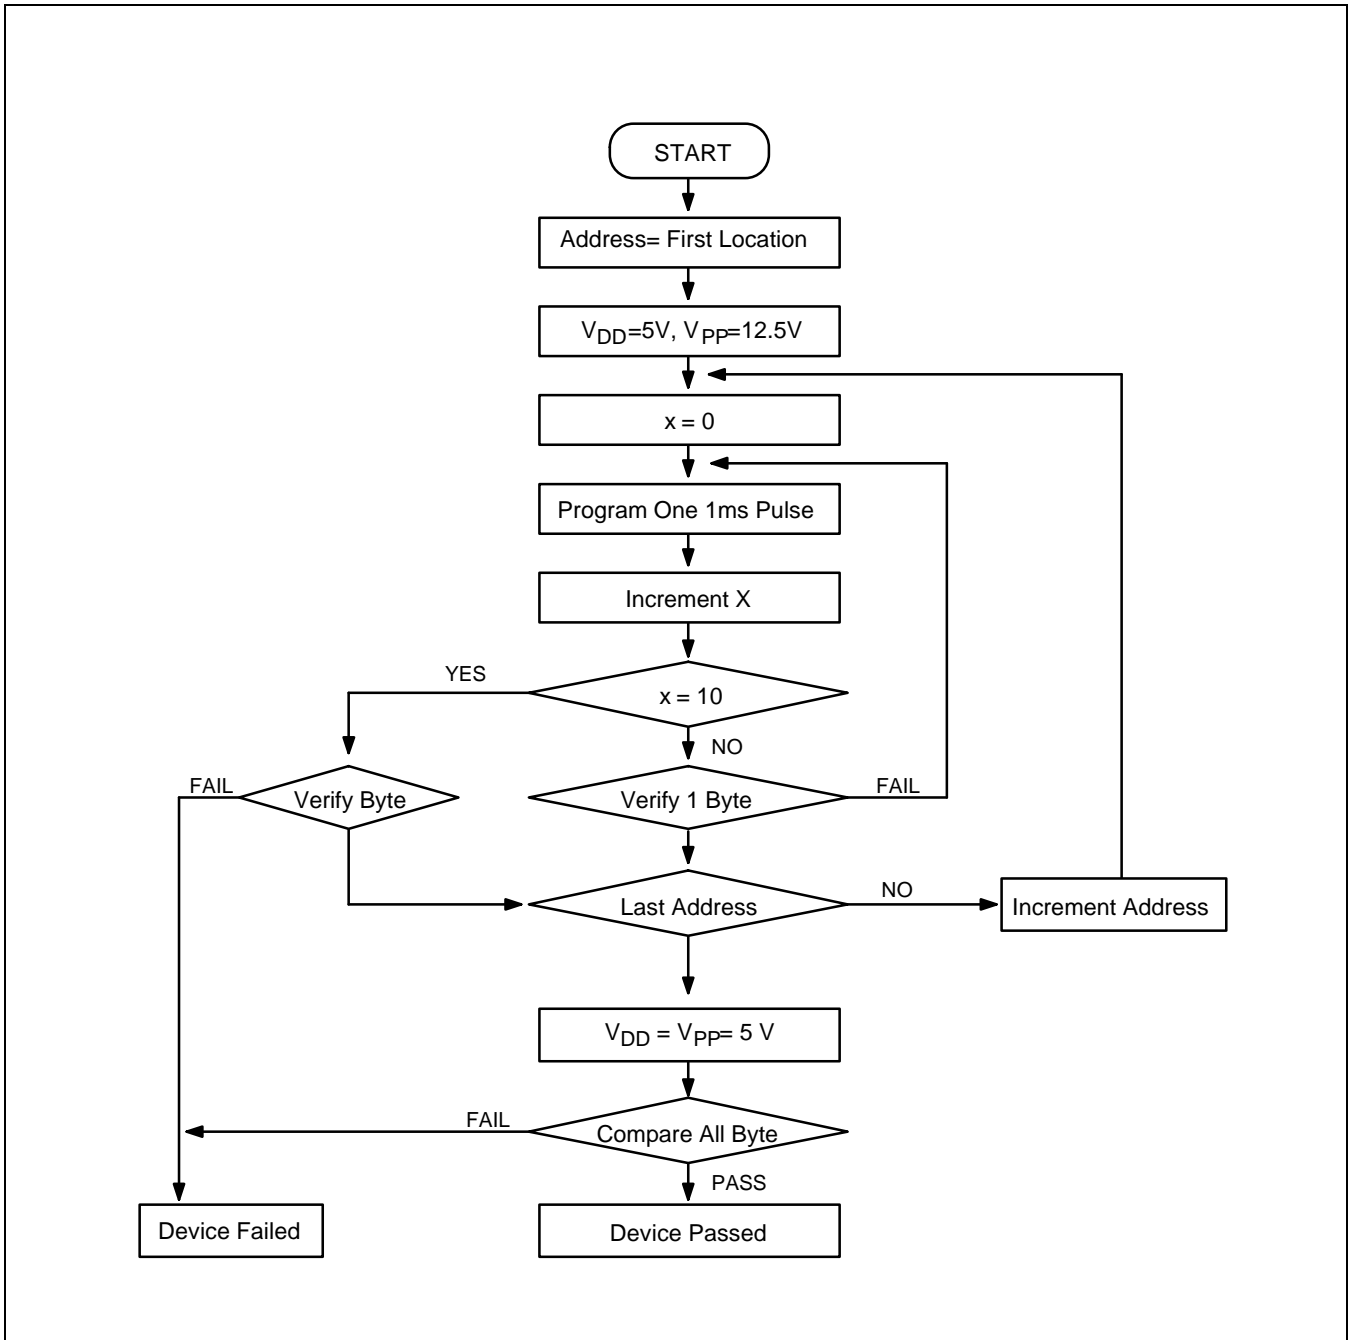 START
Address= First Location
VDD=5V, VPP=12.5V
x = 0
Program One 1ms Pulse
Increment X
YES
x = 10
NO
FAIL
Verify Byte
Verify 1 Byte
FAIL
Last Address
NO
Increment Address
VDD = VPP= 5 V
FAIL
Compare All Byte
PASS
Device Failed
Device Passed